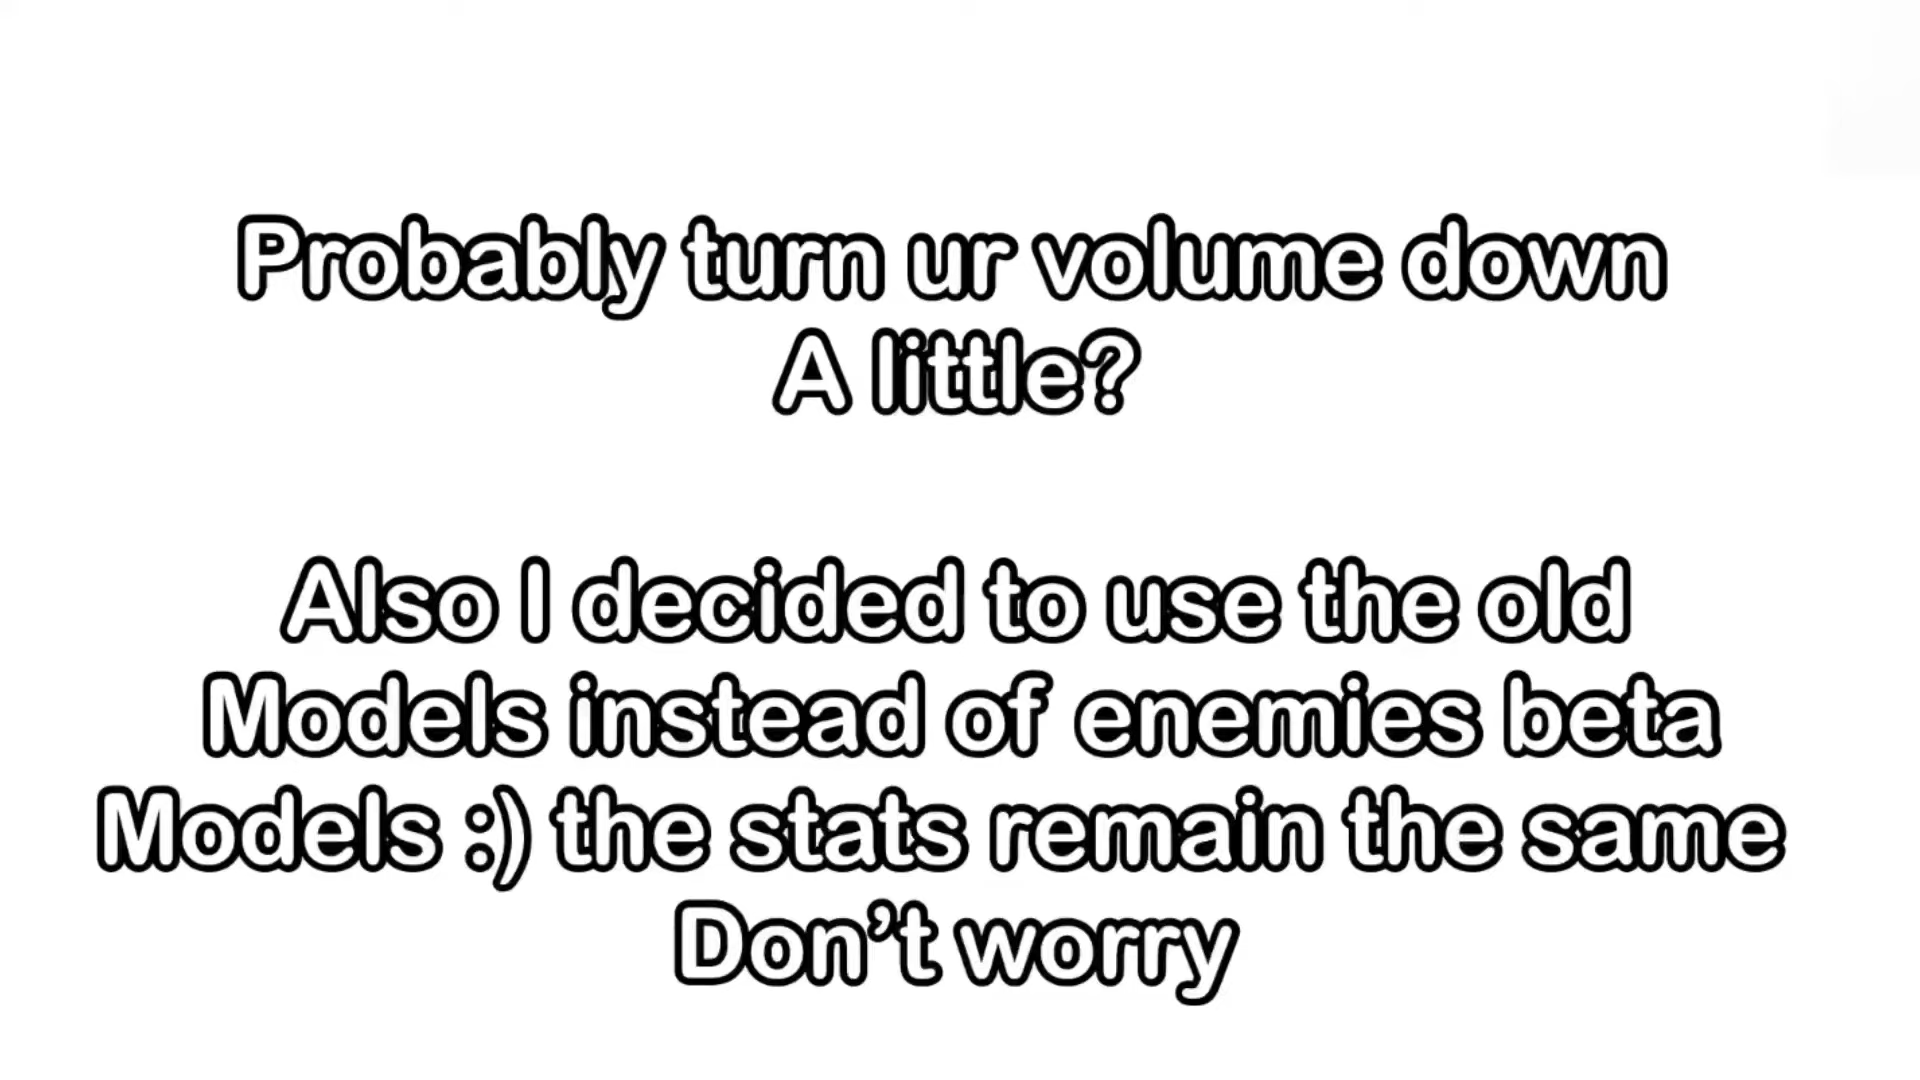 Probably turn ur volume down
A little?
Also I decided to use the old
Models instead of enemies beta
Models :) the stats remain the same
Don’t worry